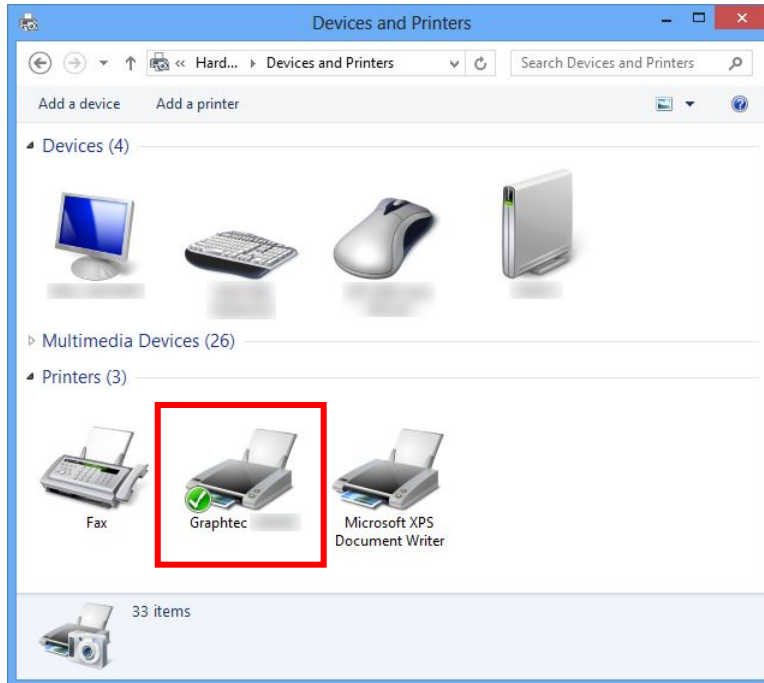 Devices and Printers
« Hard... Devices and Printers
Search Devices and Printers
Add a device Add a printer
Devices (4)
Multimedia Devices (26)
Printers (3)
Fax
Graphtec
Microsoft XPS
Document Writer
33 items